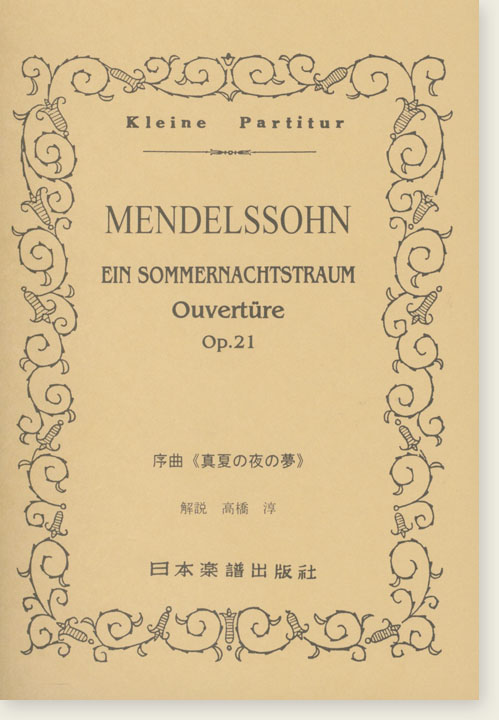 Kleine Partitur
MENDELSSOHN
EIN SOMMERNACHTSTRAUM
Ouvertüre
Op.21
序曲《真夏の夜の夢》
解説 高橋 淳
日本楽譜出版社